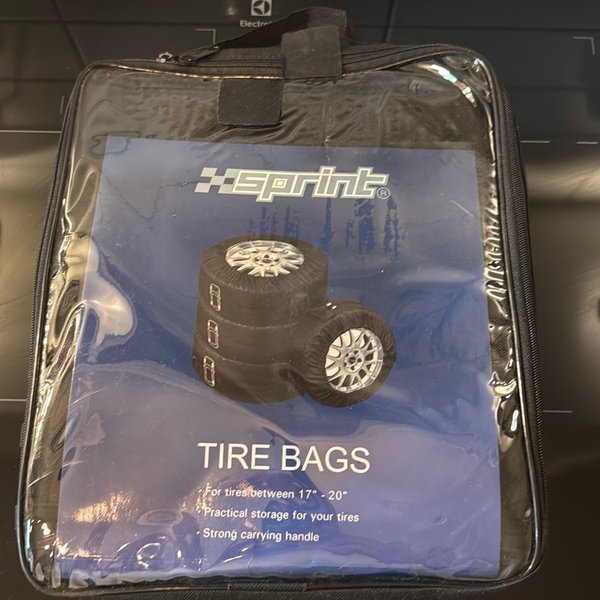 Electrol
sprint®
TIRE BAGS
· For tires between 17" - 20"
· Practical storage for your tires
· Strong carrying handle